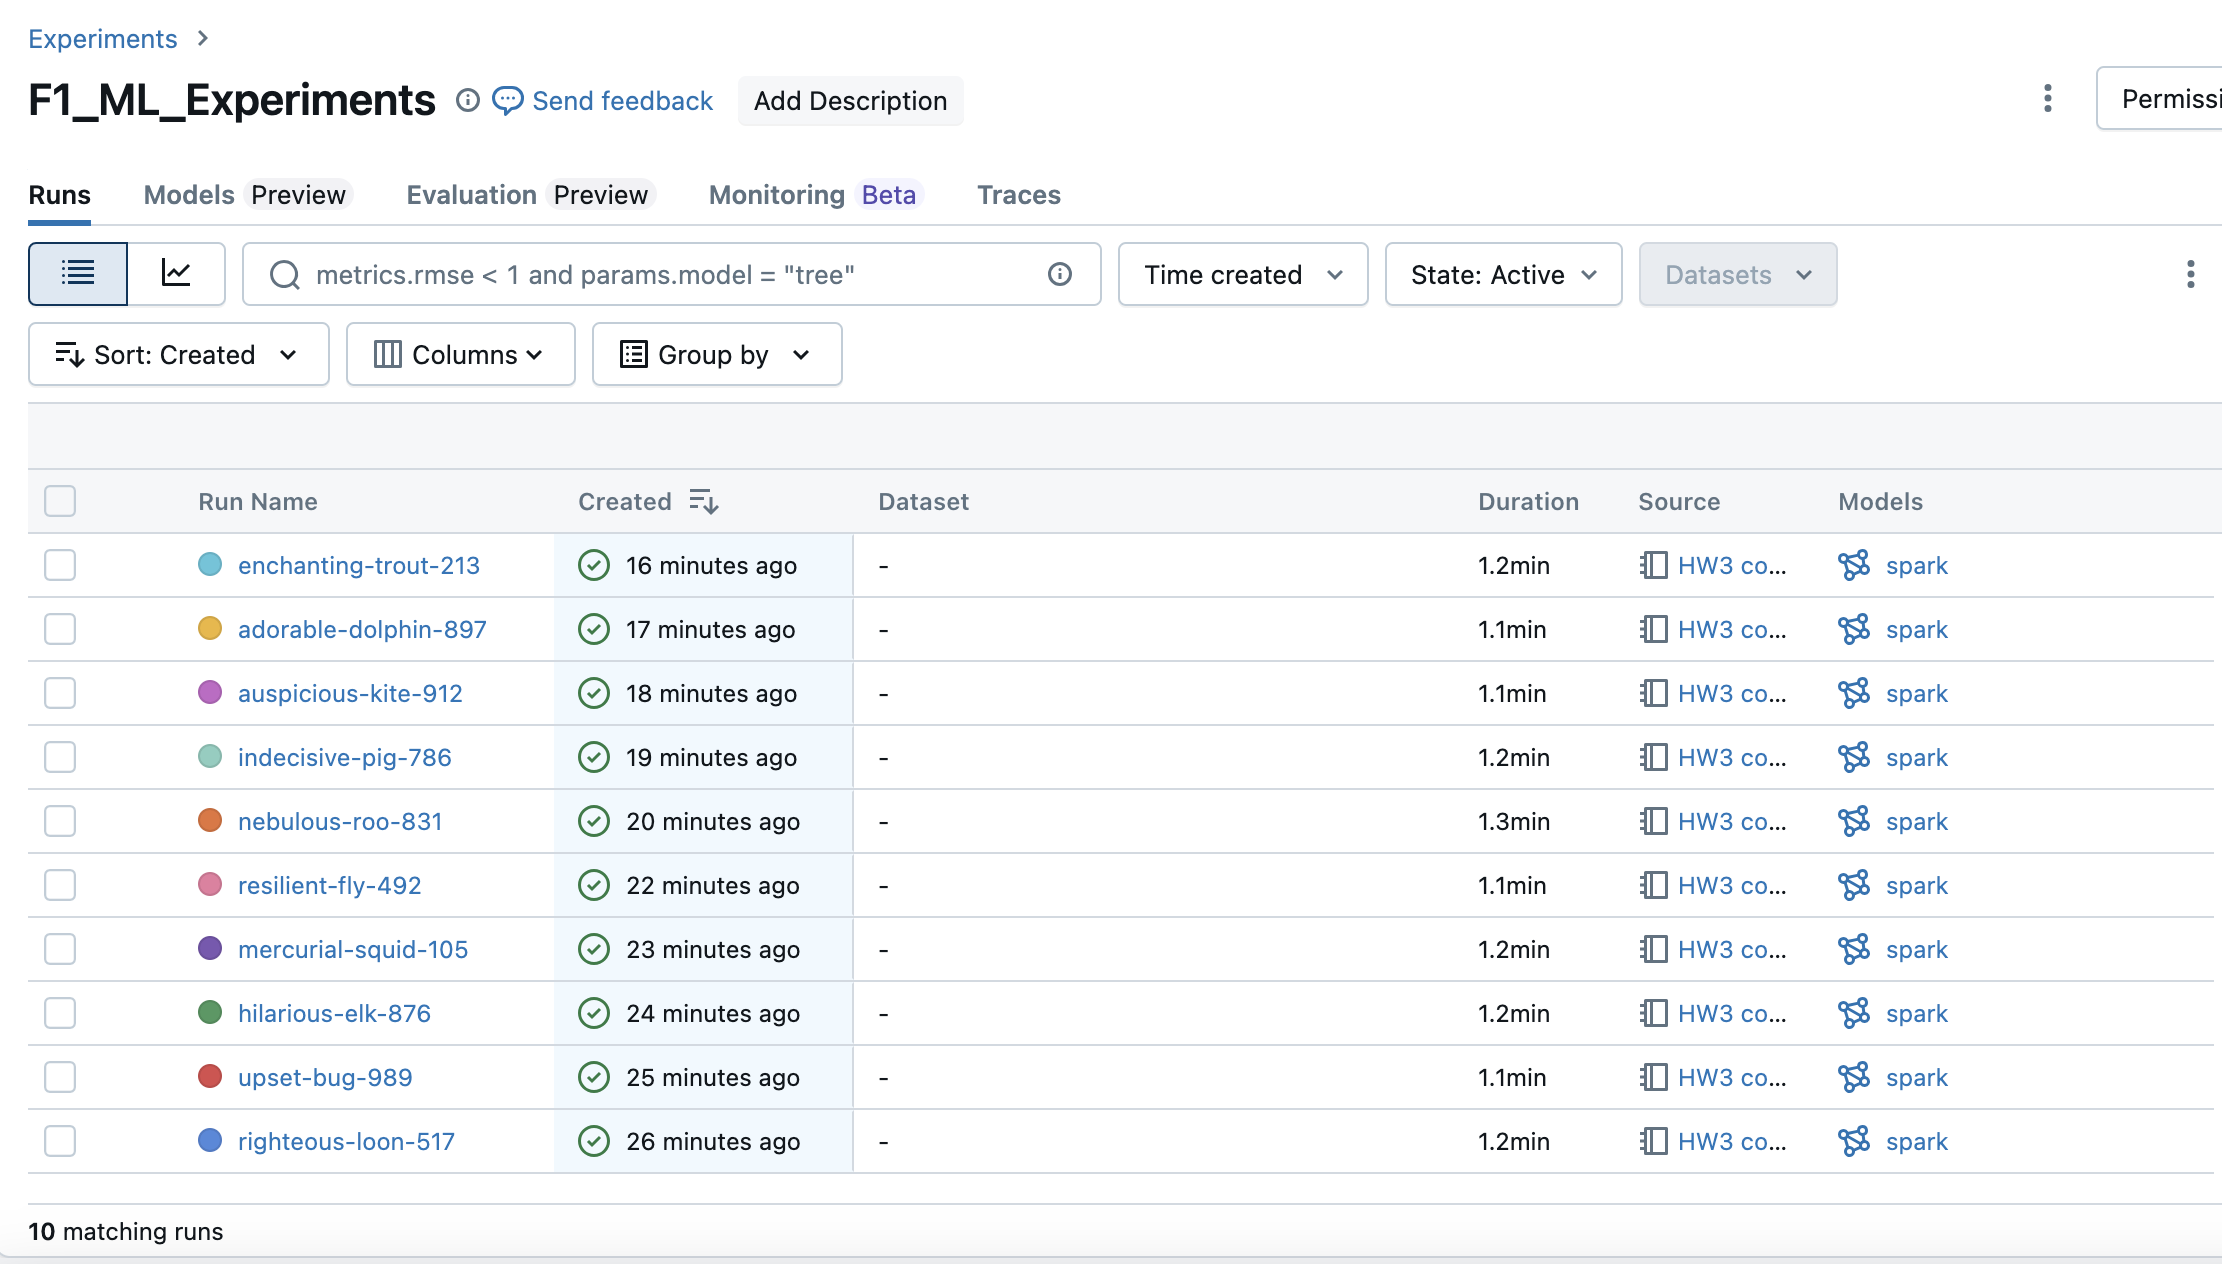 Experiments
F1_ML_Experiments Send feedback Add Description Permissi
Runs Models Preview Evaluation Preview Monitoring Beta Traces
metrics.rmse < 1 and params.model = "tree" Time created State: Active Datasets
Sort: Created Columns Group by
Run Name Created Dataset Duration Source Models
enchanting-trout-213 16 minutes ago - 1.2min HW3 co... spark
adorable-dolphin-897 17 minutes ago - 1.1min HW3 co... spark
auspicious-kite-912 18 minutes ago - 1.1min HW3 co... spark
indecisive-pig-786 19 minutes ago - 1.2min HW3 co... spark
nebulous-roo-831 20 minutes ago - 1.3min HW3 co... spark
resilient-fly-492 22 minutes ago - 1.1min HW3 co... spark
mercurial-squid-105 23 minutes ago - 1.2min HW3 co... spark
hilarious-elk-876 24 minutes ago - 1.2min HW3 co... spark
upset-bug-989 25 minutes ago - 1.1min HW3 co... spark
righteous-loon-517 26 minutes ago - 1.2min HW3 co... spark
10 matching runs